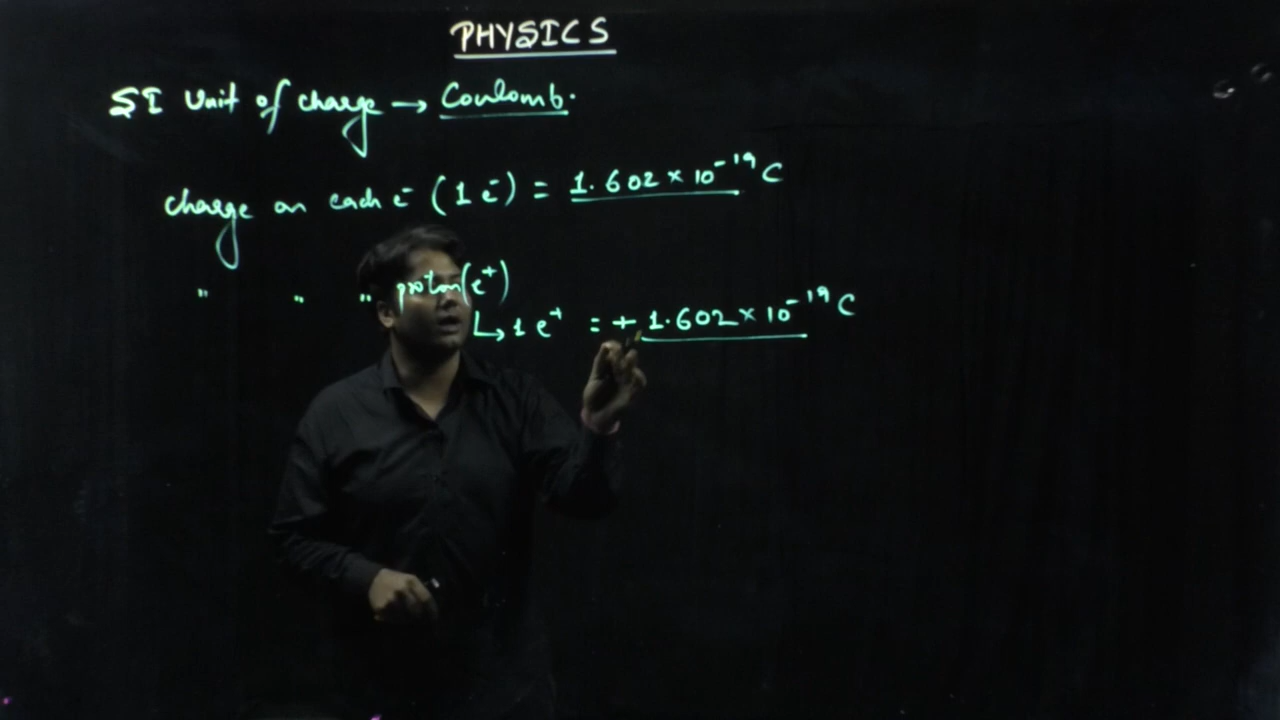 PHYSICS
SI Unit of charge → Coulomb.
charge on each e⁻ (1 e⁻) = 1.602 × 10⁻¹⁹ C
" " " proton (e⁺)
↳ 1 e⁺ = + 1.602 × 10⁻¹⁹ C